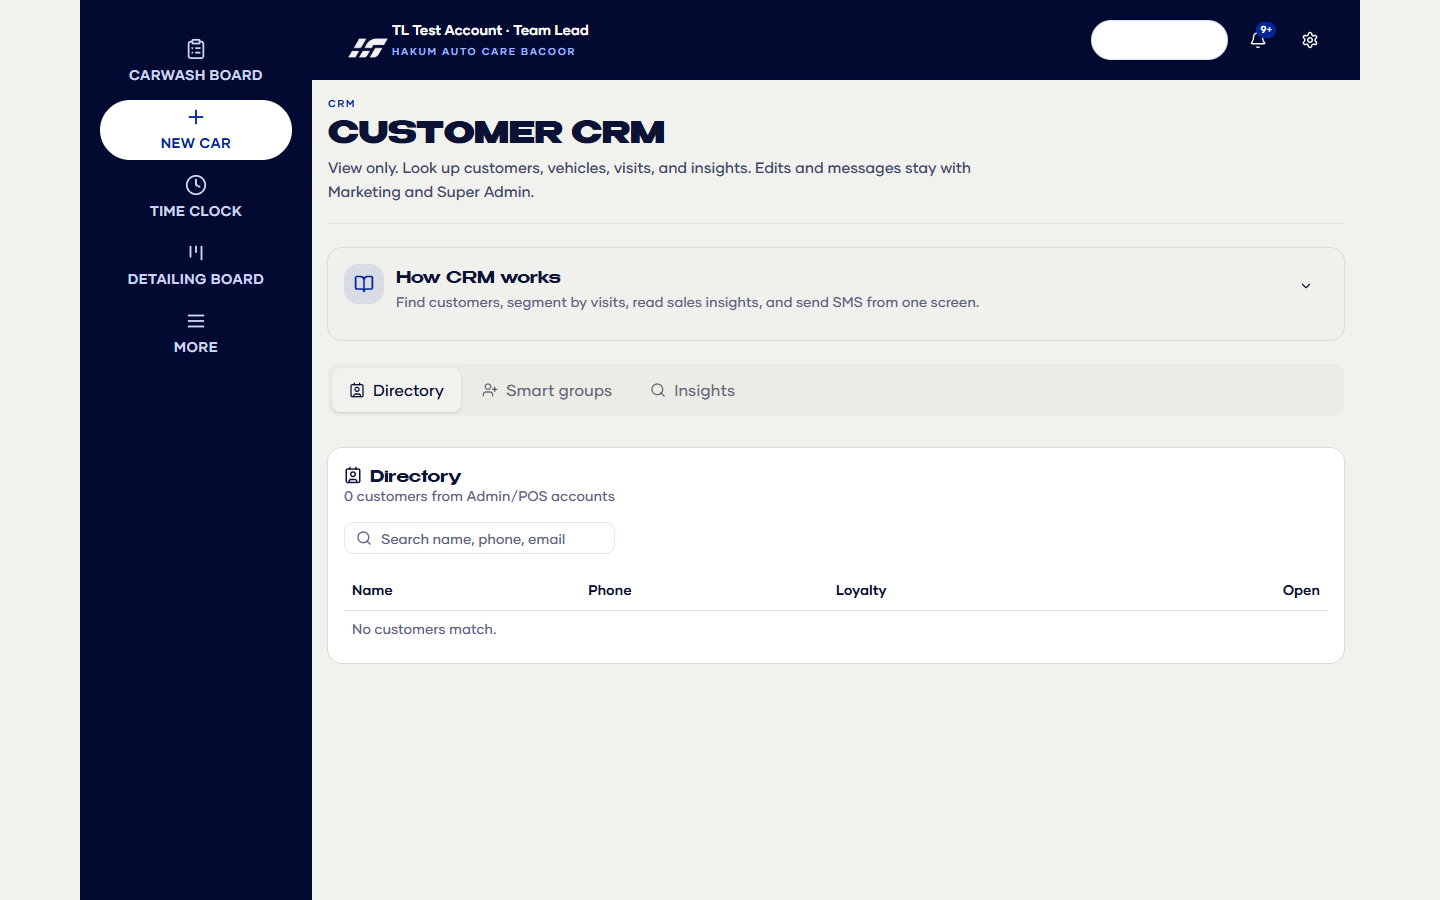 CARWASH BOARD
NEW CAR
TIME CLOCK
DETAILING BOARD
MORE
TL Test Account · Team Lead
HAKUM AUTO CARE BACOOR
9+
CRM
CUSTOMER CRM
View only. Look up customers, vehicles, visits, and insights. Edits and messages stay with
Marketing and Super Admin.
How CRM works
Find customers, segment by visits, read sales insights, and send SMS from one screen.
Directory Smart groups Insights
Directory
0 customers from Admin/POS accounts
Search name, phone, email
Name Phone Loyalty Open
No customers match.